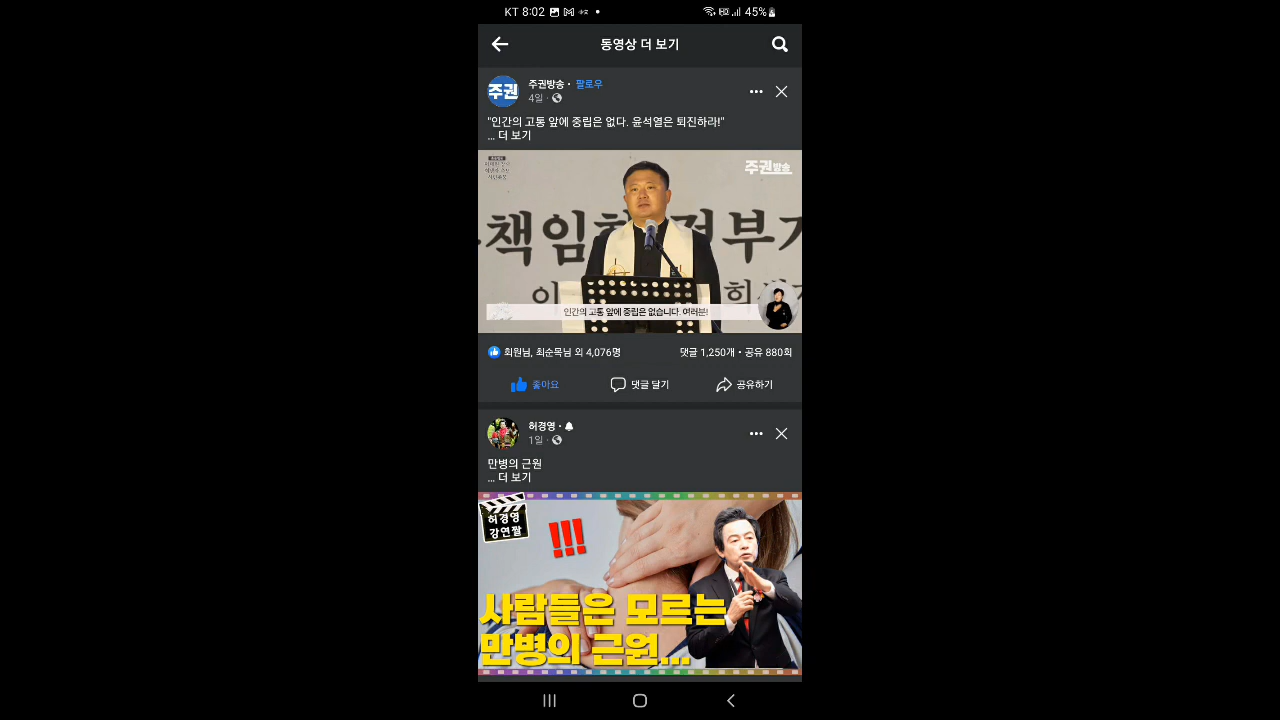 KT 8:02
45%
동영상 더 보기
주권
주권방송 • 팔로우
4일
"인간의 고통 앞에 중립은 없다. 윤석열은 퇴진하라!"
... 더 보기
주권방송
책임
정부가
인간의 고통 앞에 중립은 없습니다. 여러분!
회원님, 최순목님 외 4,076명
댓글 1,250개 • 공유 880회
좋아요
댓글 달기
공유하기
허경영 •
1일
만병의 근원
... 더 보기
허경영
강연짤
!!!
사람들은 모르는
만병의 근원...